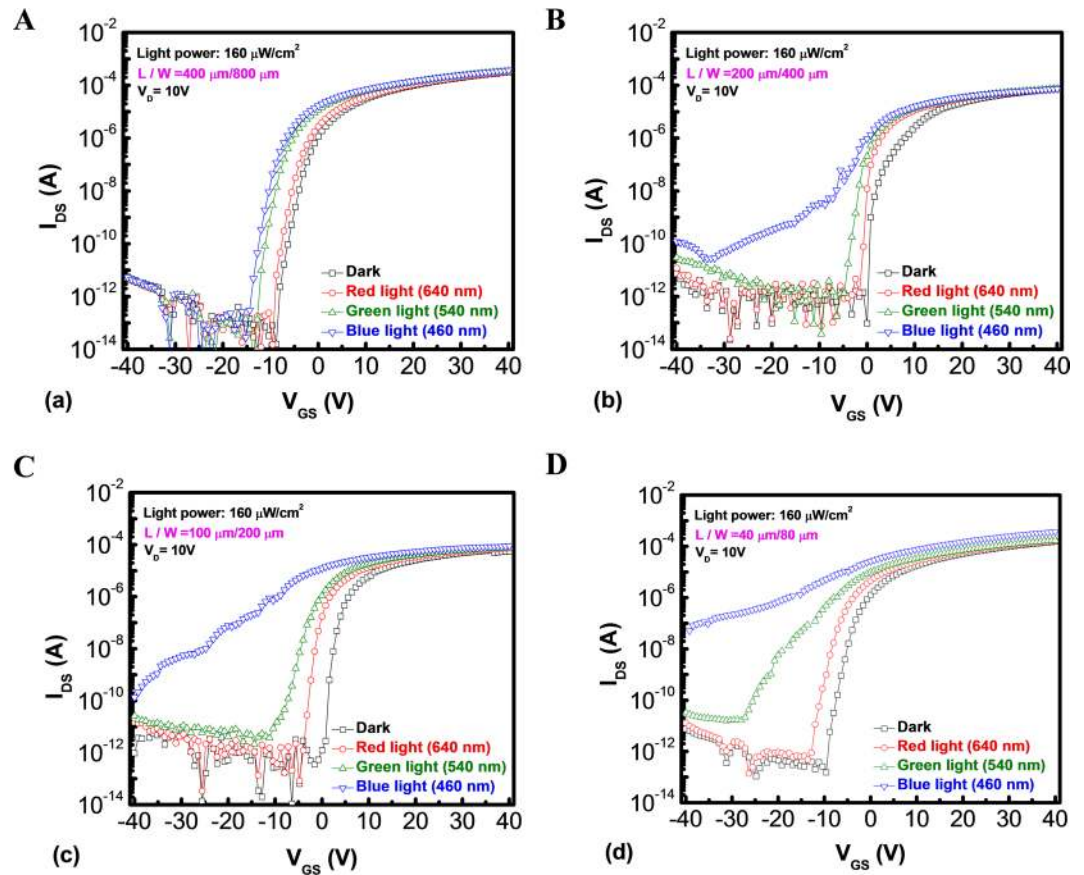 A
10⁻²
10⁻⁴
10⁻⁶
10⁻⁸
10⁻¹⁰
10⁻¹²
10⁻¹⁴
I_DS (A)
Light power: 160 μW/cm²
L / W =400 μm/800 μm
V_D= 10V
Dark
Red light (640 nm)
Green light (540 nm)
Blue light (460 nm)
-40 -30 -20 -10 0 10 20 30 40
(a)
V_GS (V)
B
10⁻²
10⁻⁴
10⁻⁶
10⁻⁸
10⁻¹⁰
10⁻¹²
10⁻¹⁴
I_DS (A)
Light power: 160 μW/cm²
L / W =200 μm/400 μm
V_D= 10V
Dark
Red light (640 nm)
Green light (540 nm)
Blue light (460 nm)
-40 -30 -20 -10 0 10 20 30 40
(b)
V_GS (V)
C
10⁻²
10⁻⁴
10⁻⁶
10⁻⁸
10⁻¹⁰
10⁻¹²
10⁻¹⁴
I_DS (A)
Light power: 160 μW/cm²
L / W =100 μm/200 μm
V_D= 10V
Dark
Red light (640 nm)
Green light (540 nm)
Blue light (460 nm)
-40 -30 -20 -10 0 10 20 30 40
(c)
V_GS (V)
D
10⁻²
10⁻⁴
10⁻⁶
10⁻⁸
10⁻¹⁰
10⁻¹²
10⁻¹⁴
I_DS (A)
Light power: 160 μW/cm²
L / W =40 μm/80 μm
V_D= 10V
Dark
Red light (640 nm)
Green light (540 nm)
Blue light (460 nm)
-40 -30 -20 -10 0 10 20 30 40
(d)
V_GS (V)